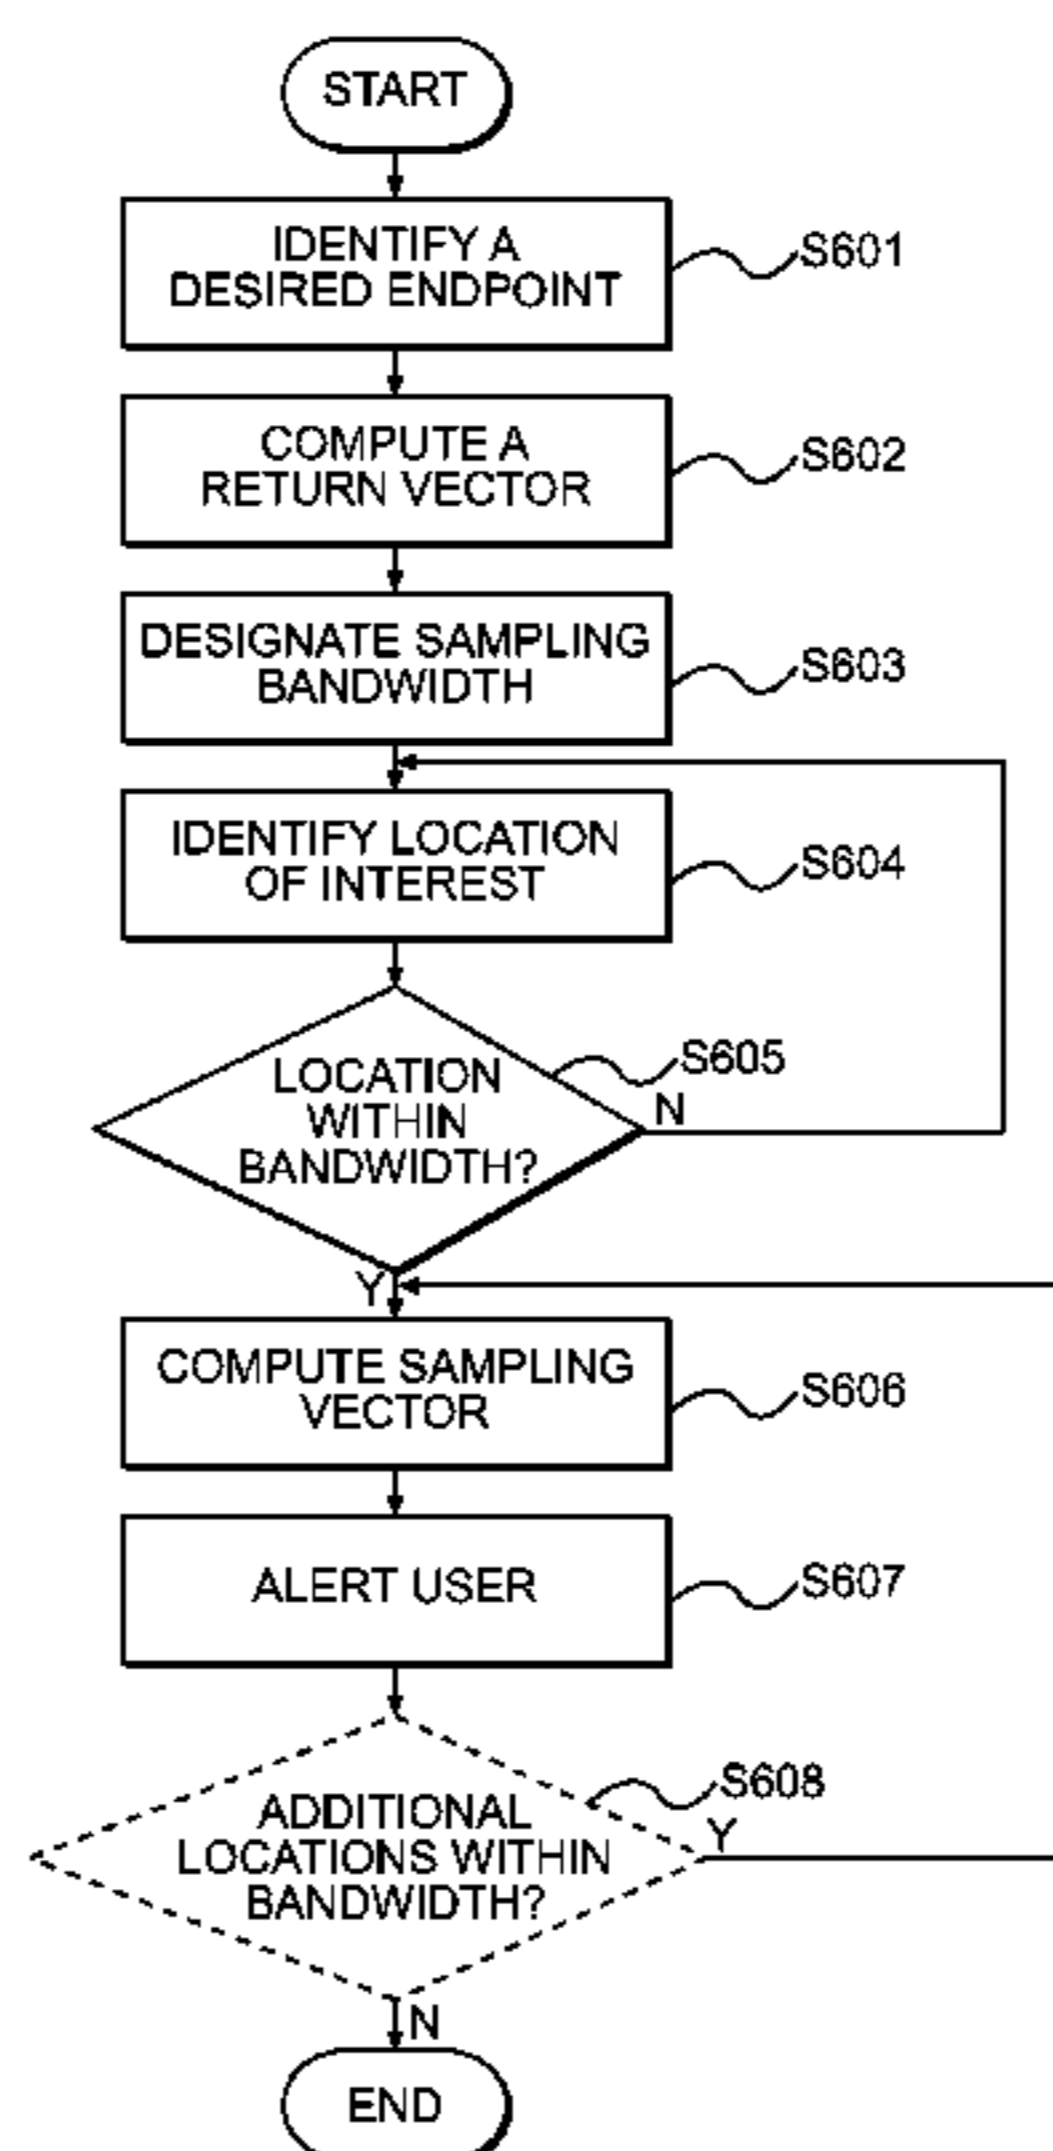 START
IDENTIFY A
DESIRED ENDPOINT
S601
COMPUTE A
RETURN VECTOR
S602
DESIGNATE SAMPLING
BANDWIDTH
S603
IDENTIFY LOCATION
OF INTEREST
S604
LOCATION
WITHIN
BANDWIDTH?
S605
N
Y
COMPUTE SAMPLING
VECTOR
S606
ALERT USER
S607
ADDITIONAL
LOCATIONS WITHIN
BANDWIDTH?
S608
Y
N
END